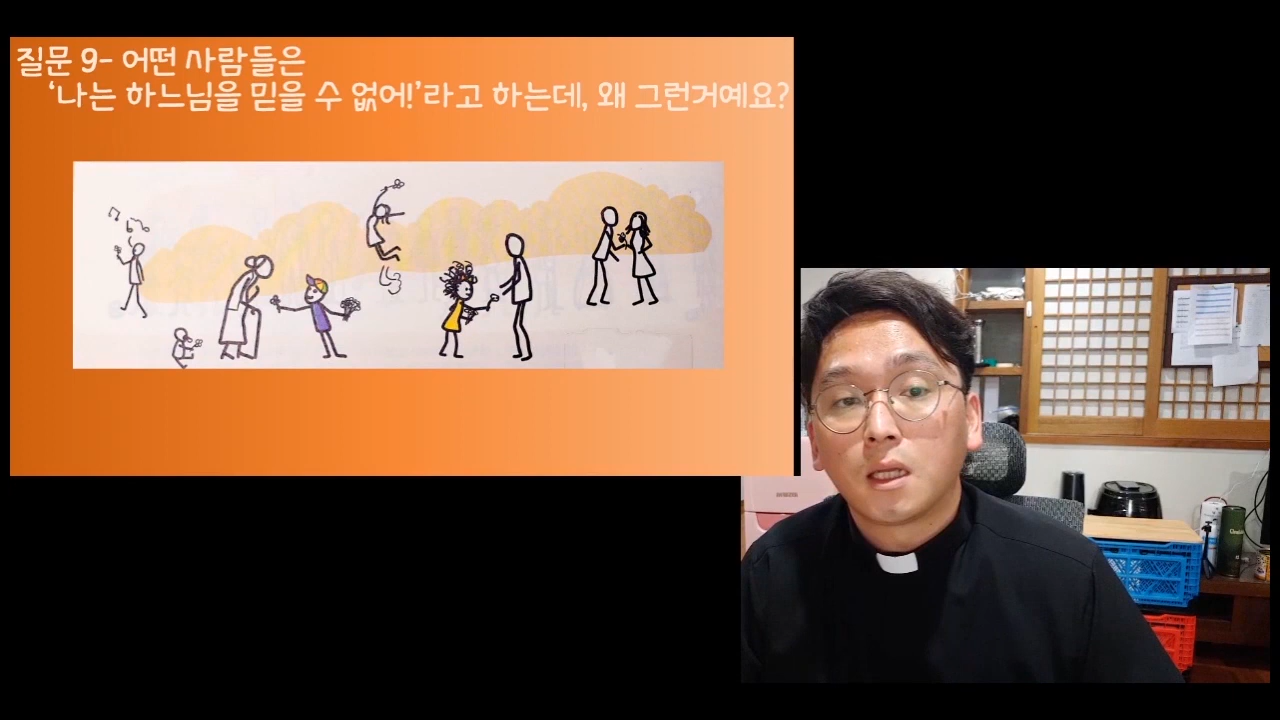 질문 9- 어떤 사람들은
‘나는 하느님을 믿을 수 없어!’라고 하는데, 왜 그런거예요?